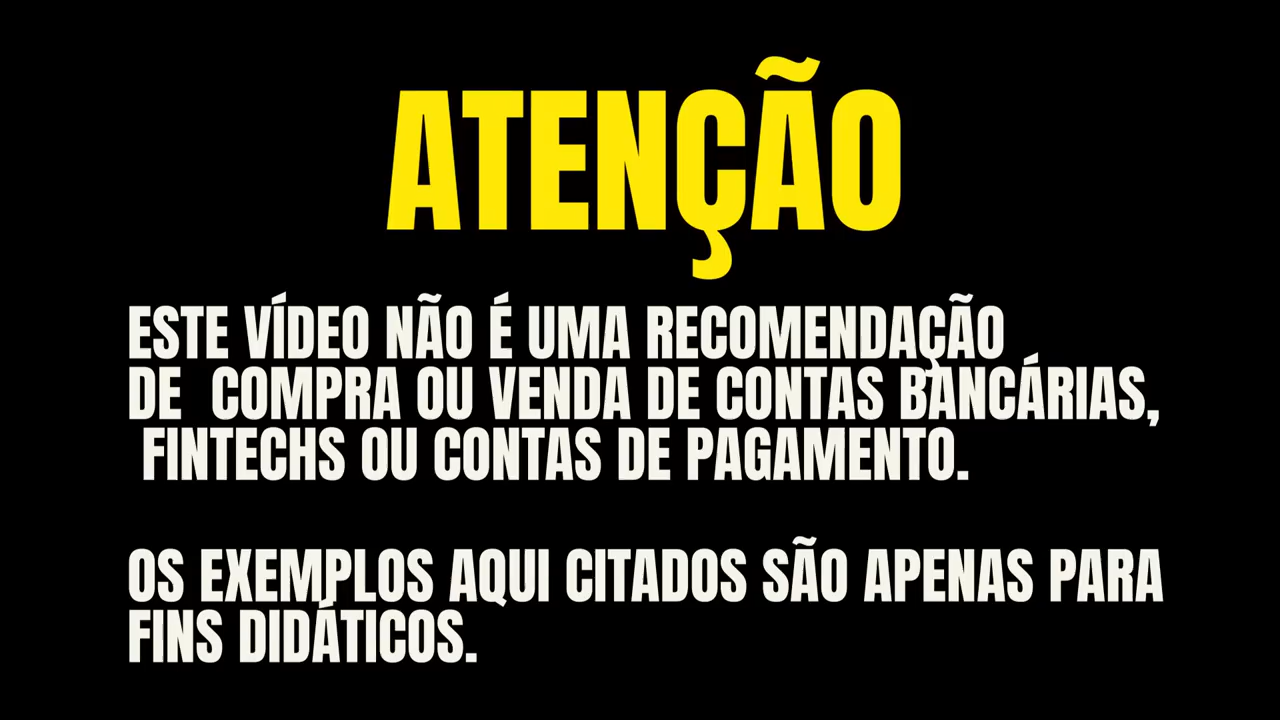 ATENÇÃO
ESTE VÍDEO NÃO É UMA RECOMENDAÇÃO
DE  COMPRA OU VENDA DE CONTAS BANCÁRIAS,
FINTECHS OU CONTAS DE PAGAMENTO.
OS EXEMPLOS AQUI CITADOS SÃO APENAS PARA
FINS DIDÁTICOS.